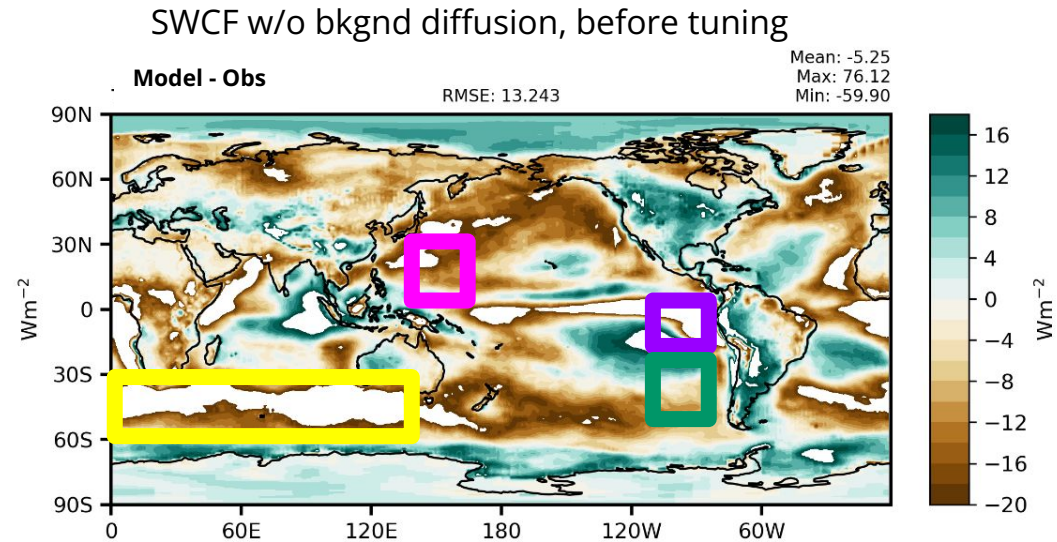 SWCF w/o bkgnd diffusion, before tuning
Model - Obs
RMSE: 13.243
Mean: -5.25
Max: 76.12
Min: -59.90
90N
60N
30N
0
30S
60S
90S
Wm−2
0
60E
120E
180
120W
60W
16
12
8
4
0
−4
−8
−12
−16
−20
Wm−2